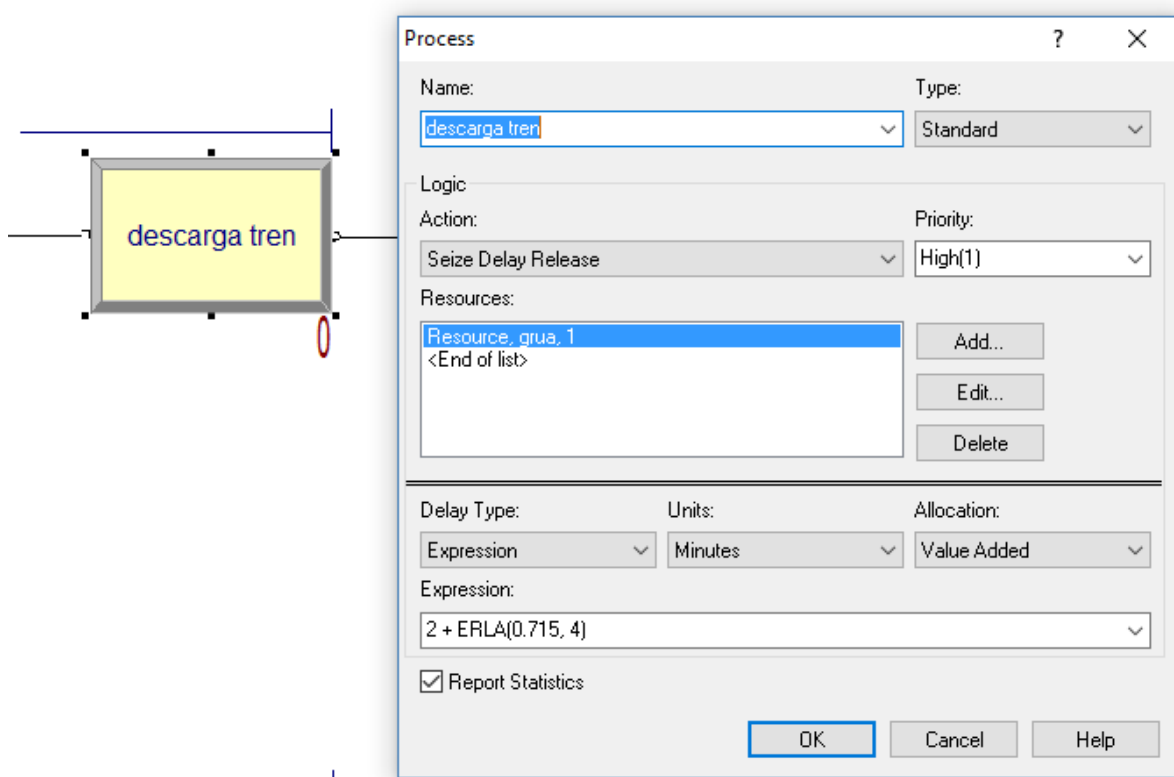 descarga tren
0
Process
?
Name:
Type:
descarga tren
Standard
Logic
Action:
Priority:
Seize Delay Release
High(1)
Resources:
Resource, grua, 1
<End of list>
Add...
Edit...
Delete
Delay Type:
Units:
Allocation:
Expression
Minutes
Value Added
Expression:
2 + ERLA(0.715, 4)
Report Statistics
OK
Cancel
Help